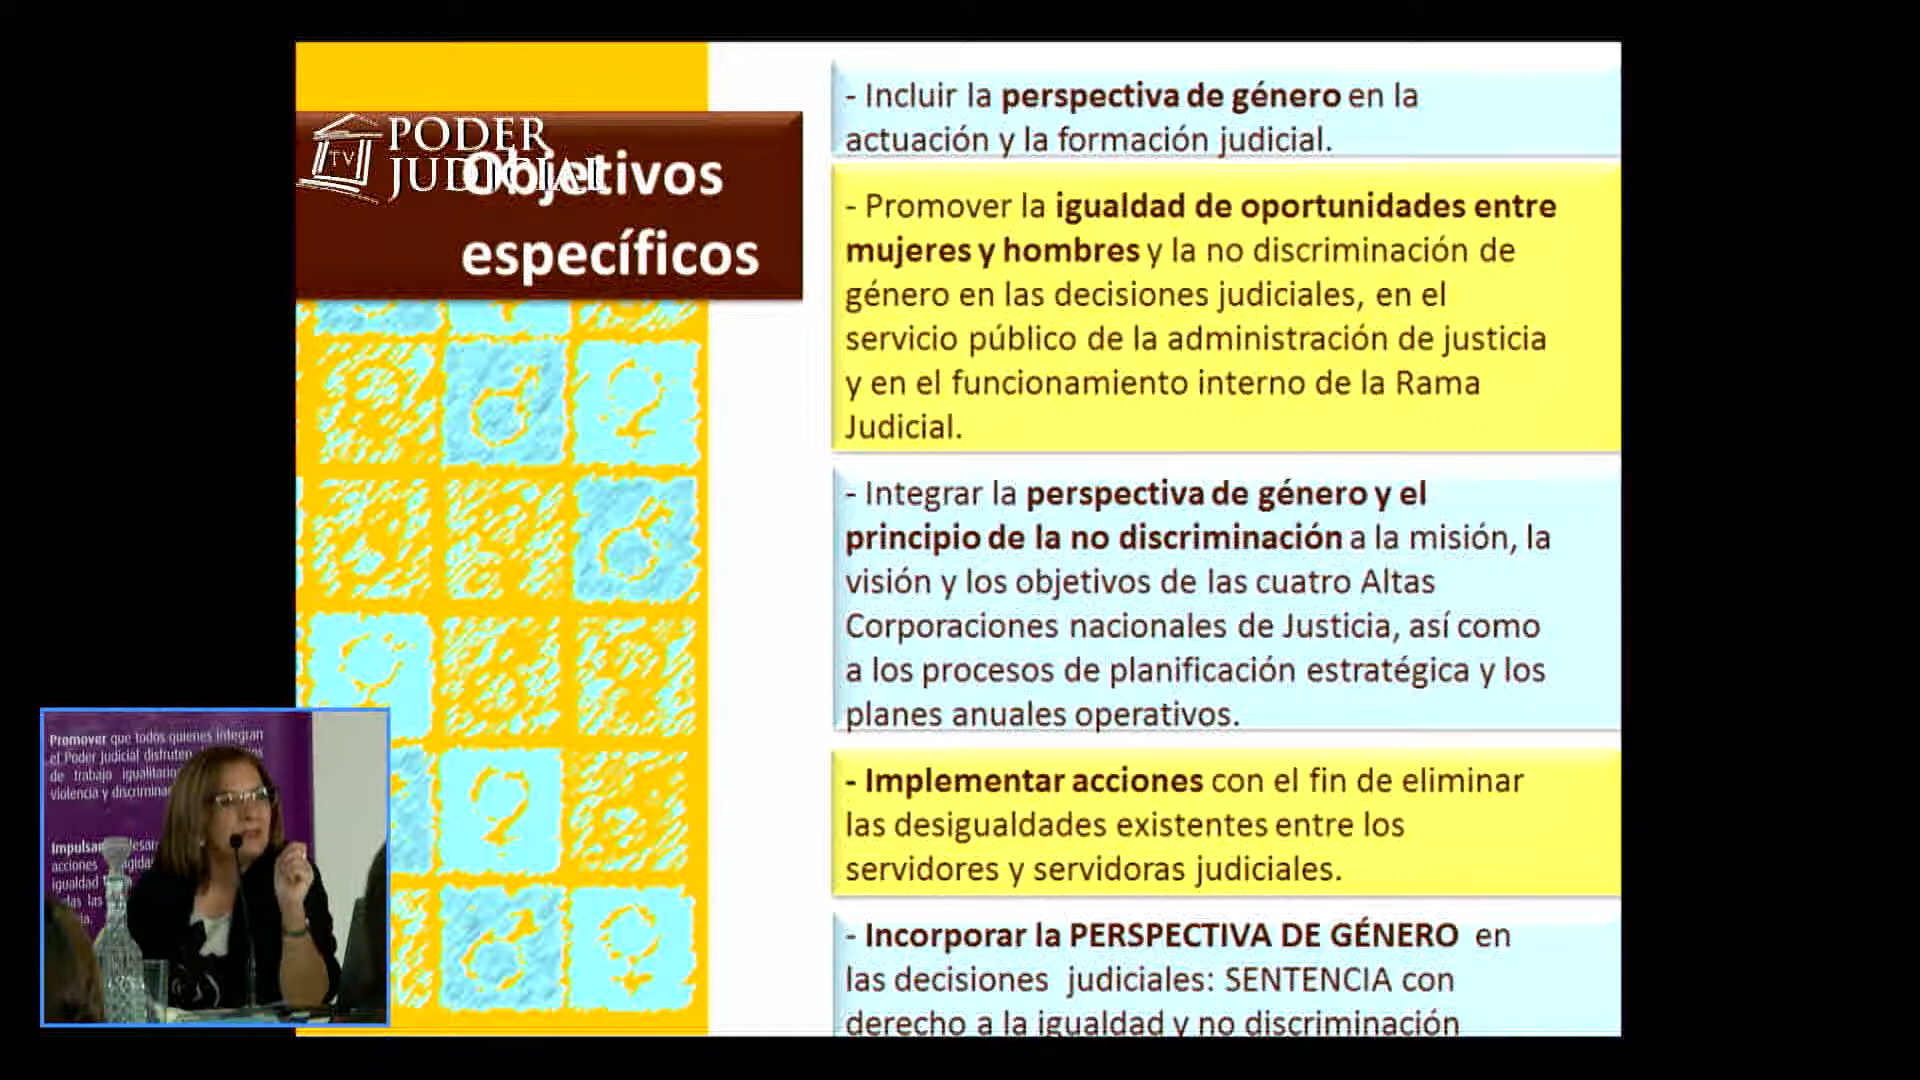 PODER
JUDICIAL
TV
Objetivos
específicos
- Incluir la perspectiva de género en la
actuación y la formación judicial.
- Promover la igualdad de oportunidades entre
mujeres y hombres y la no discriminación de
género en las decisiones judiciales, en el
servicio público de la administración de justicia
y en el funcionamiento interno de la Rama
Judicial.
- Integrar la perspectiva de género y el
principio de la no discriminación a la misión, la
visión y los objetivos de las cuatro Altas
Corporaciones nacionales de Justicia, así como
a los procesos de planificación estratégica y los
planes anuales operativos.
- Implementar acciones con el fin de eliminar
las desigualdades existentes entre los
servidores y servidoras judiciales.
- Incorporar la PERSPECTIVA DE GÉNERO en
las decisiones judiciales: SENTENCIA con
derecho a la igualdad y no discriminación
Promover que todos quienes integran
el Poder judicial disfruten
de trabajo
violencia y
Impulsar
acciones
igualdad
las